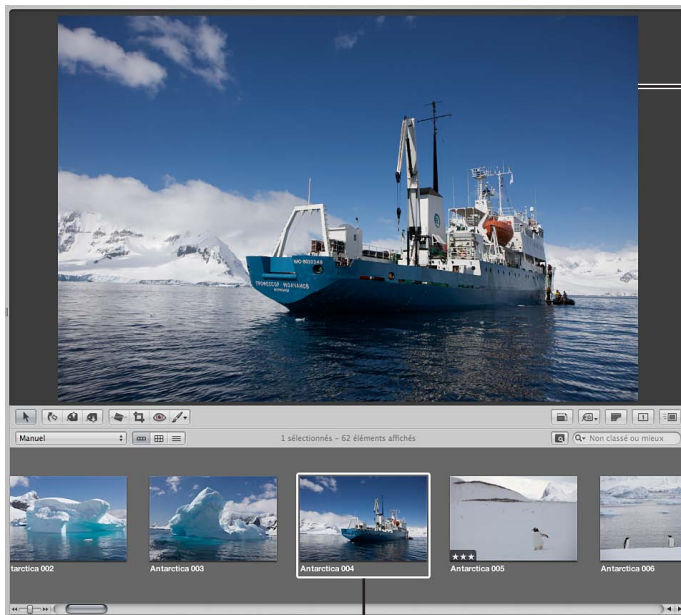 Manuel
1 sélectionnés – 62 éléments affichés
Non classé ou mieux
tarctica 002
Antarctica 003
Antarctica 004
Antarctica 005
Antarctica 006